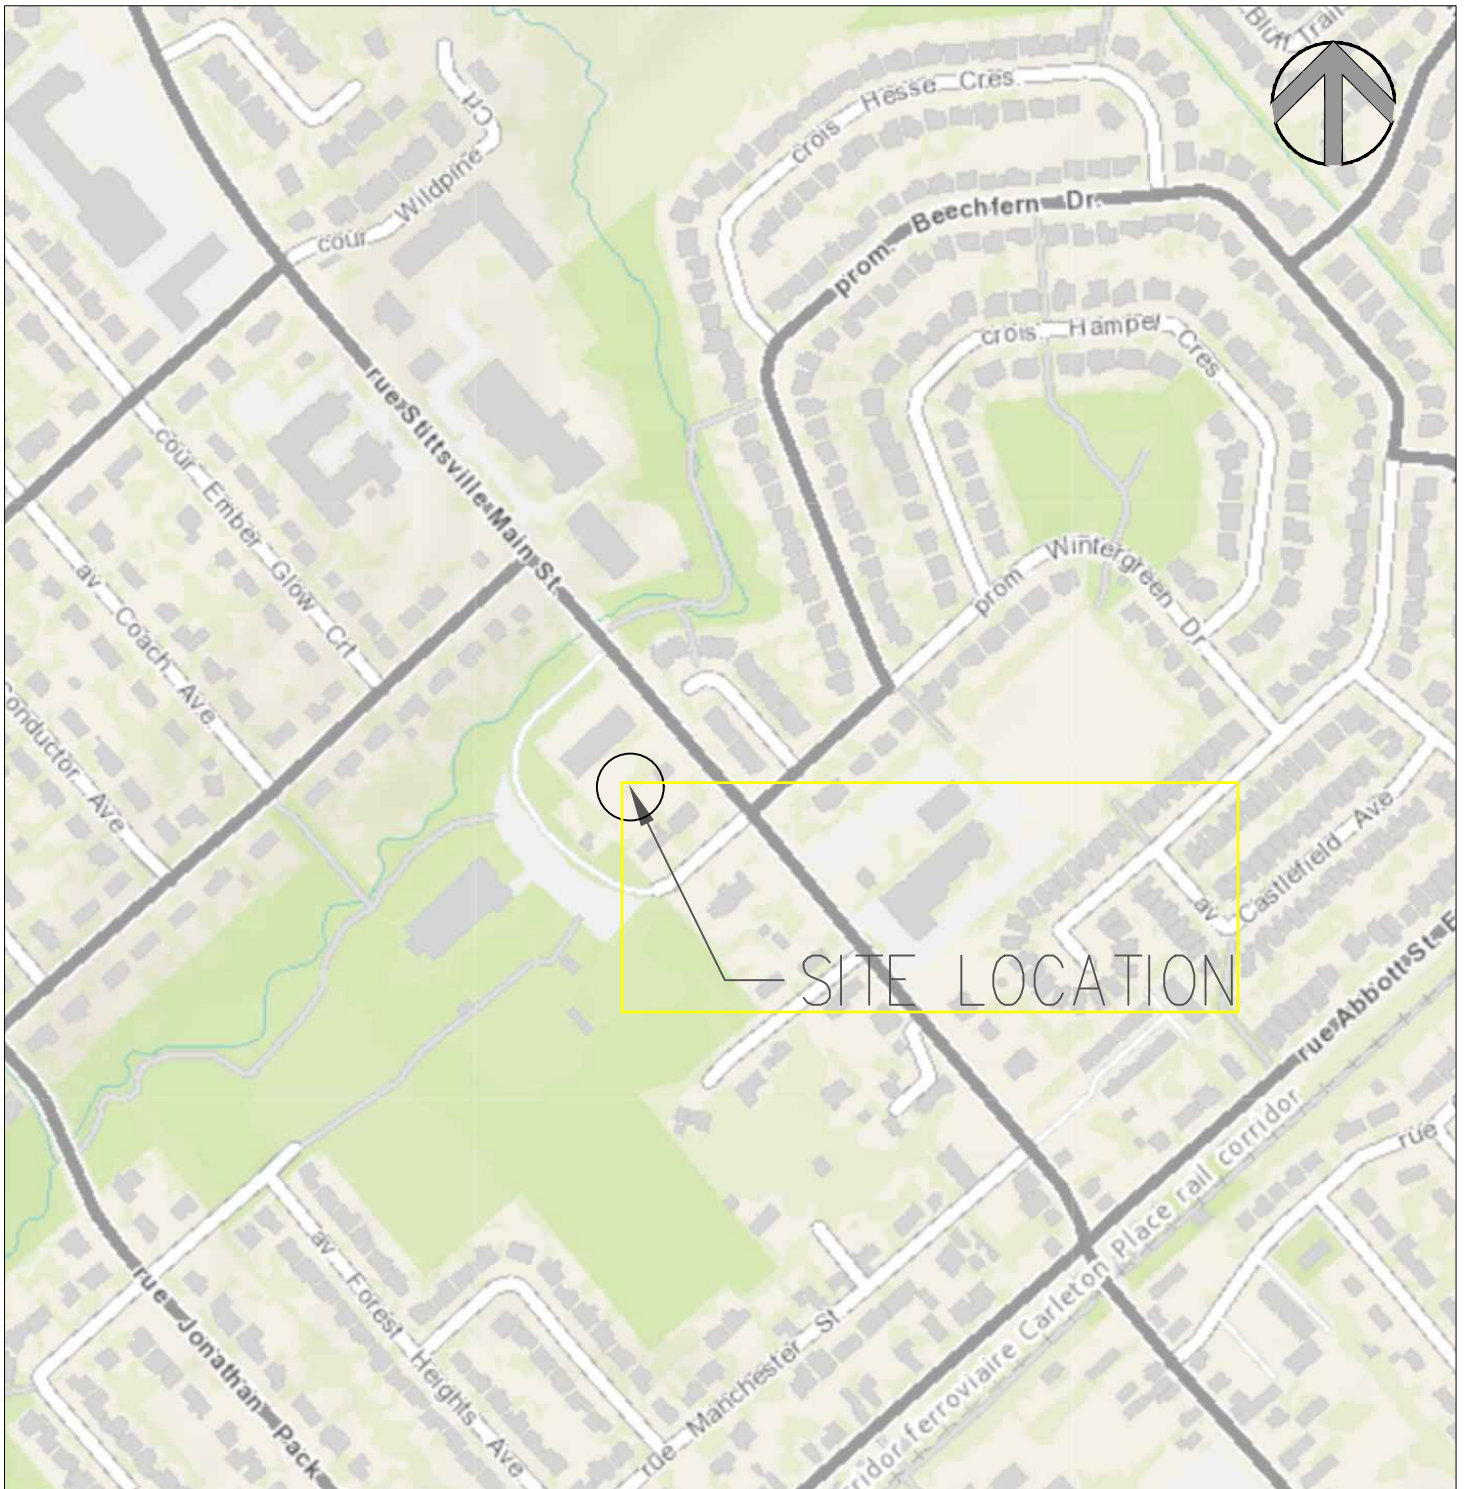 Bluff Trail
crois Hesse Cres.
Crt
cour Wildpine
prom. Beechfern Dr.
crois Hampel Cres.
rue Stittsville Main St.
cour Ember Glow Crt
prom Wintergreen Dr
av Coach Ave
Conductor Ave
av Castlefield Ave
SITE LOCATION
rue Abbott St E
rue
av Forest Heights Ave
rue Jonathan Pack
rue Manchester St
ridor ferroviaire Carleton Place rail corridor